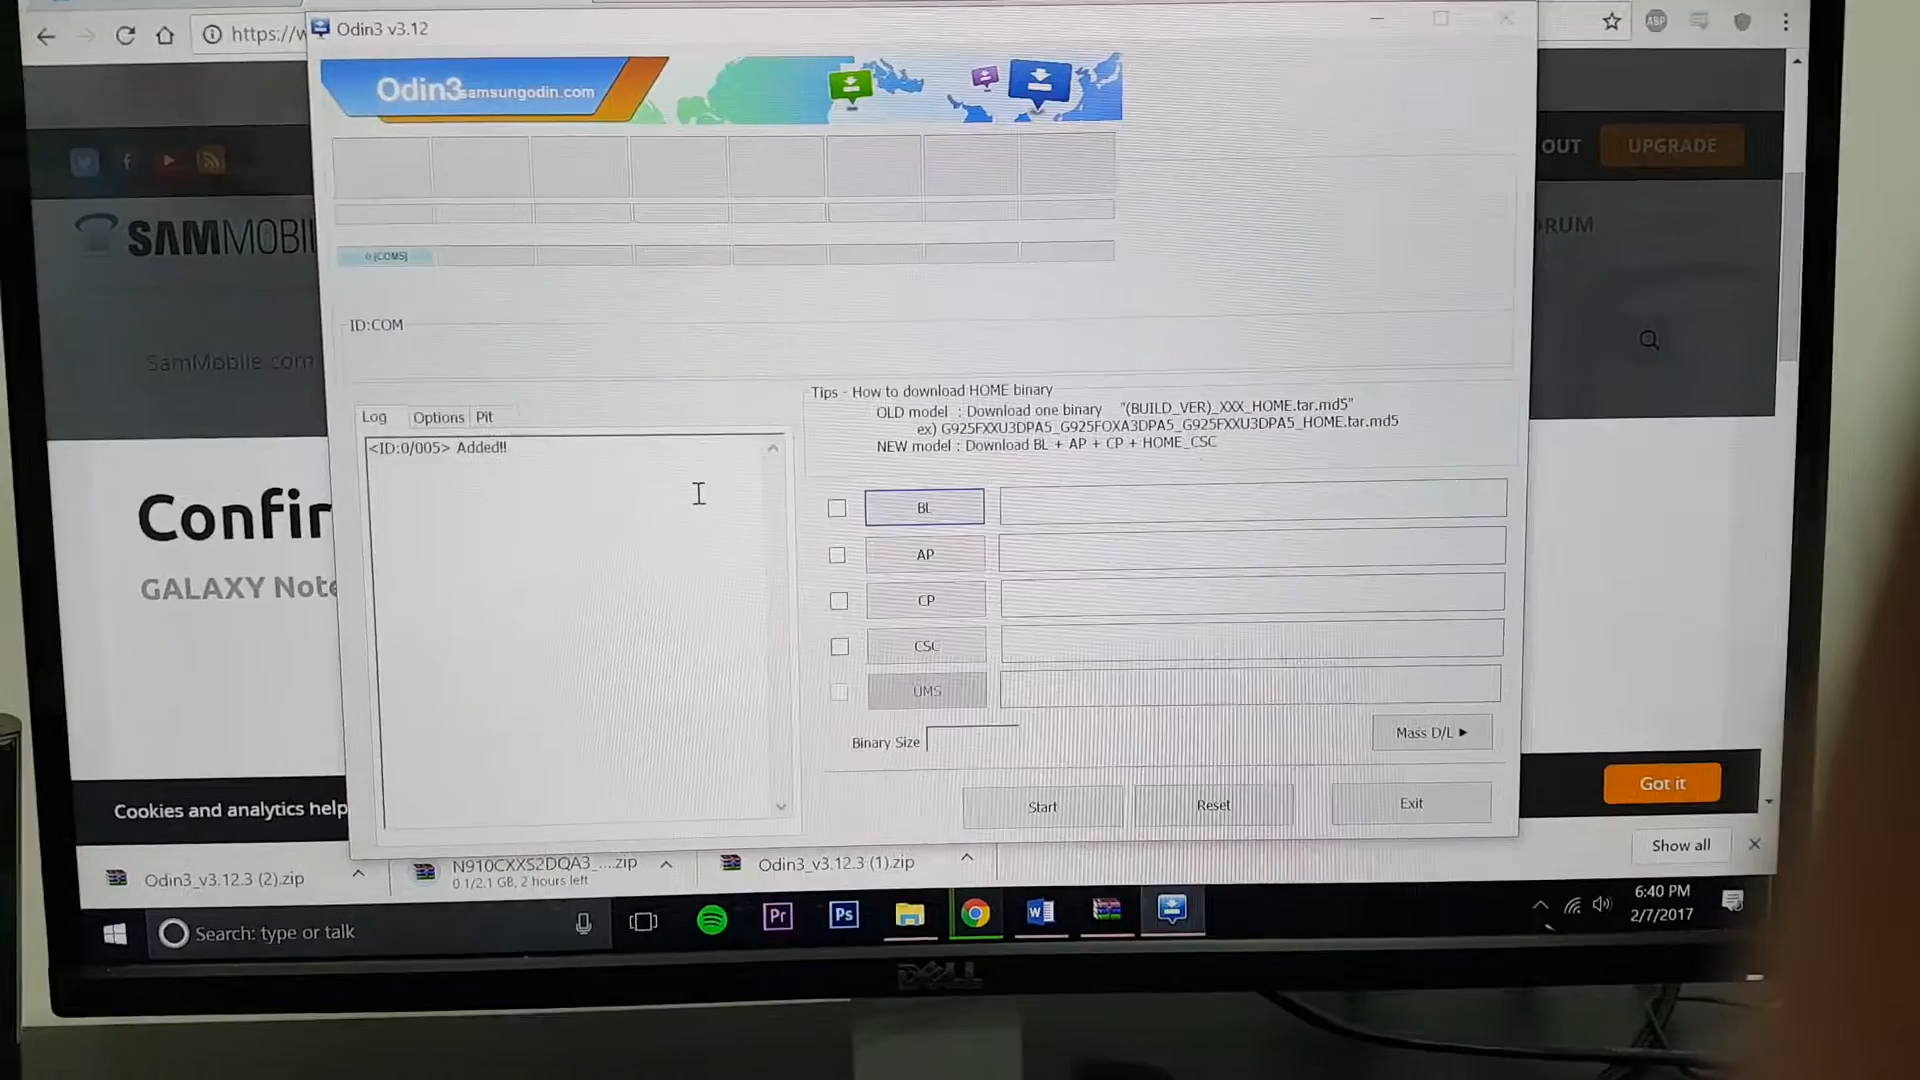 Odin3 v3.12
https://w
Odin3
samsungodin.com
OUT
UPGRADE
SAMMOBIL
RUM
0 [COM5]
ID:COM
SamMobile.com
Tips - How to download HOME binary
OLD model : Download one binary "(BUILD_VER)_XXX_HOME.tar.md5"
ex) G925FXXU3DPA5_G925FOXA3DPA5_G925FXXU3DPA5_HOME.tar.md5
NEW model : Download BL + AP + CP + HOME_CSC
Log
Options
Pit
<ID:0/005> Added!!
BL
AP
CP
CSC
UMS
Confir
GALAXY Note
Binary Size
Mass D/L
Start
Reset
Exit
Cookies and analytics help
Got it
Odin3_v3.12.3 (2).zip
N910CXXS2DQA3_....zip
0.1/2.1 GB, 2 hours left
Odin3_v3.12.3 (1).zip
Show all
Search: type or talk
Pr
Ps
6:40 PM
2/7/2017
DELL
ABP